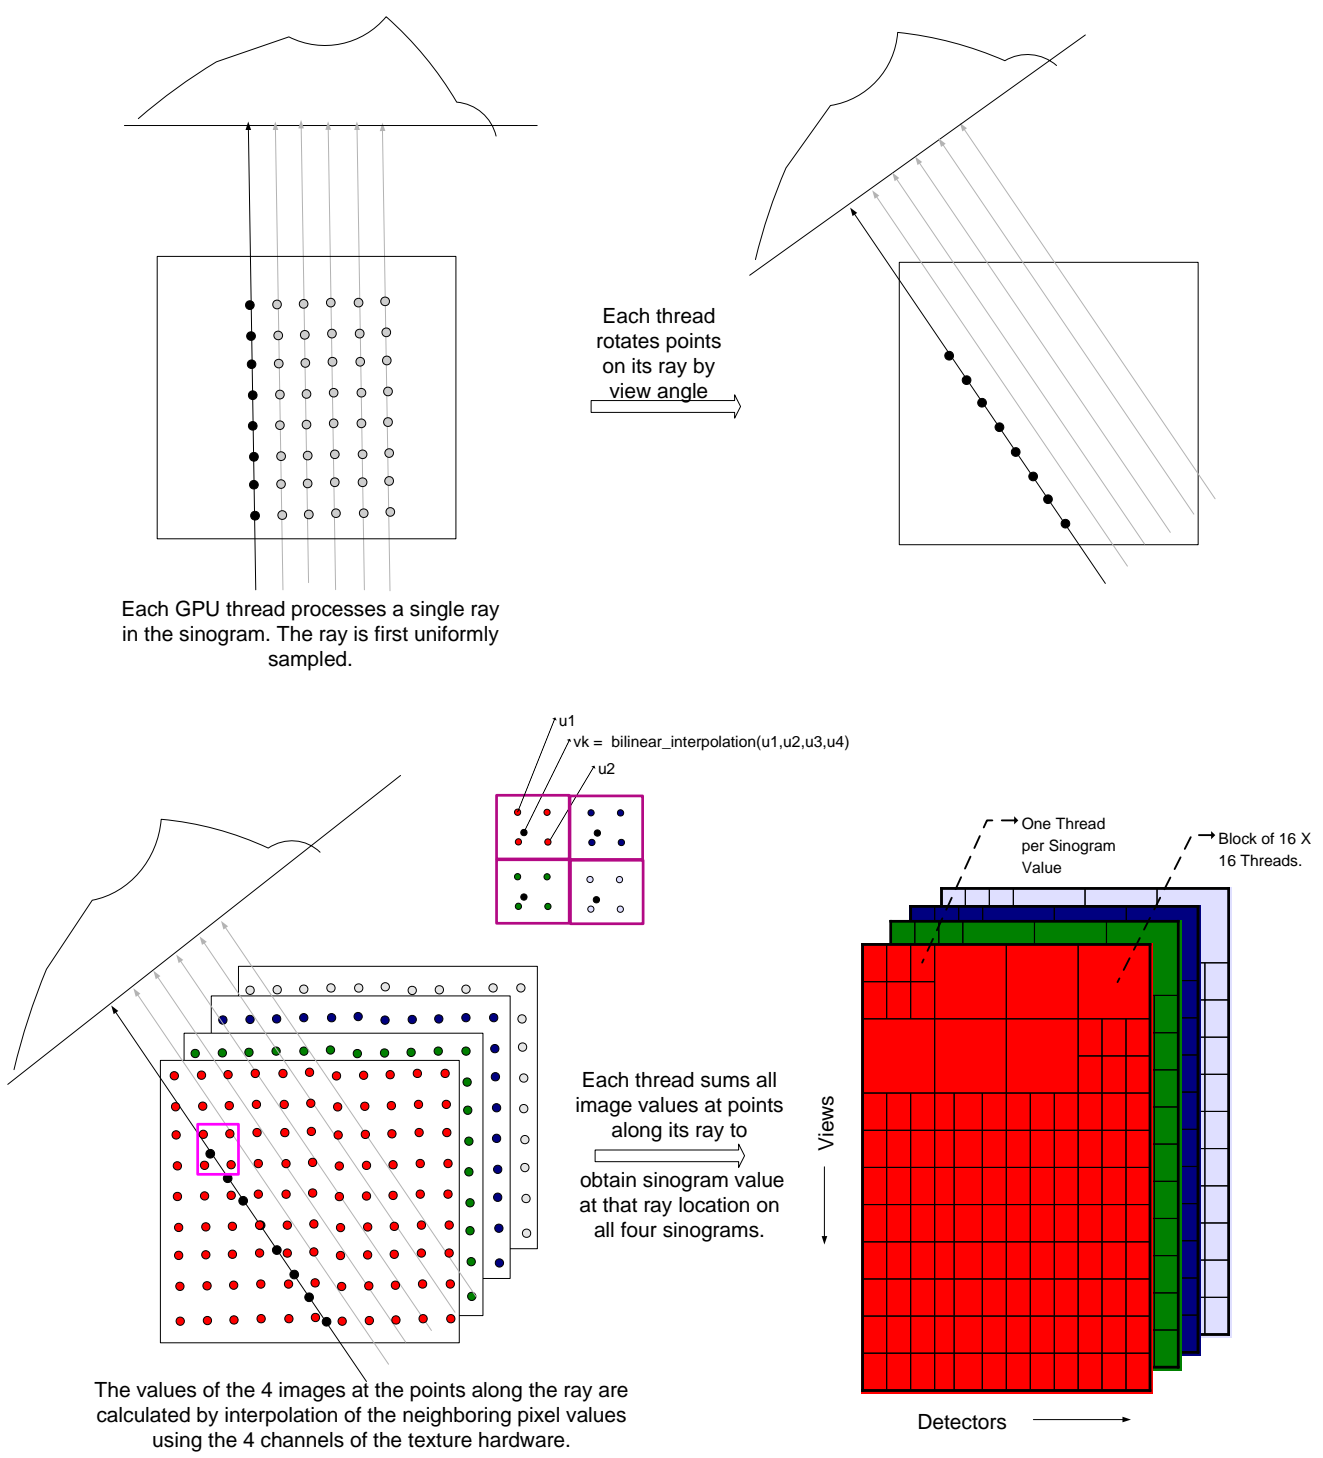 Each thread
rotates points
on its ray by
view angle
Each GPU thread processes a single ray
in the sinogram. The ray is first uniformly
sampled.
u1
vk = bilinear_interpolation(u1,u2,u3,u4)
u2
One Thread
per Sinogram
Value
Block of 16 X
16 Threads.
Each thread sums all
image values at points
along its ray to
obtain sinogram value
at that ray location on
all four sinograms.
Views
Detectors
The values of the 4 images at the points along the ray are
calculated by interpolation of the neighboring pixel values
using the 4 channels of the texture hardware.